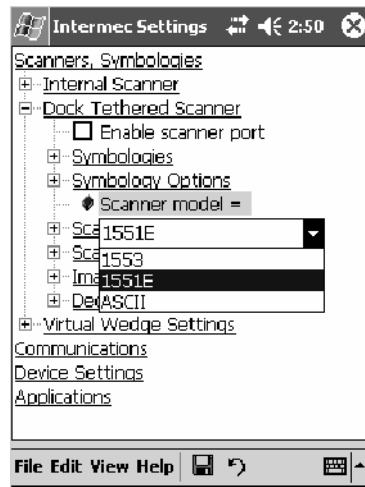 Intermec Settings 2:50
Scanners, Symbologies
Internal Scanner
Dock Tethered Scanner
Enable scanner port
Symbologies
Symbology Options
Scanner model =
1551E
1553
1551E
ASCII
Virtual Wedge Settings
Communications
Device Settings
Applications
File Edit View Help